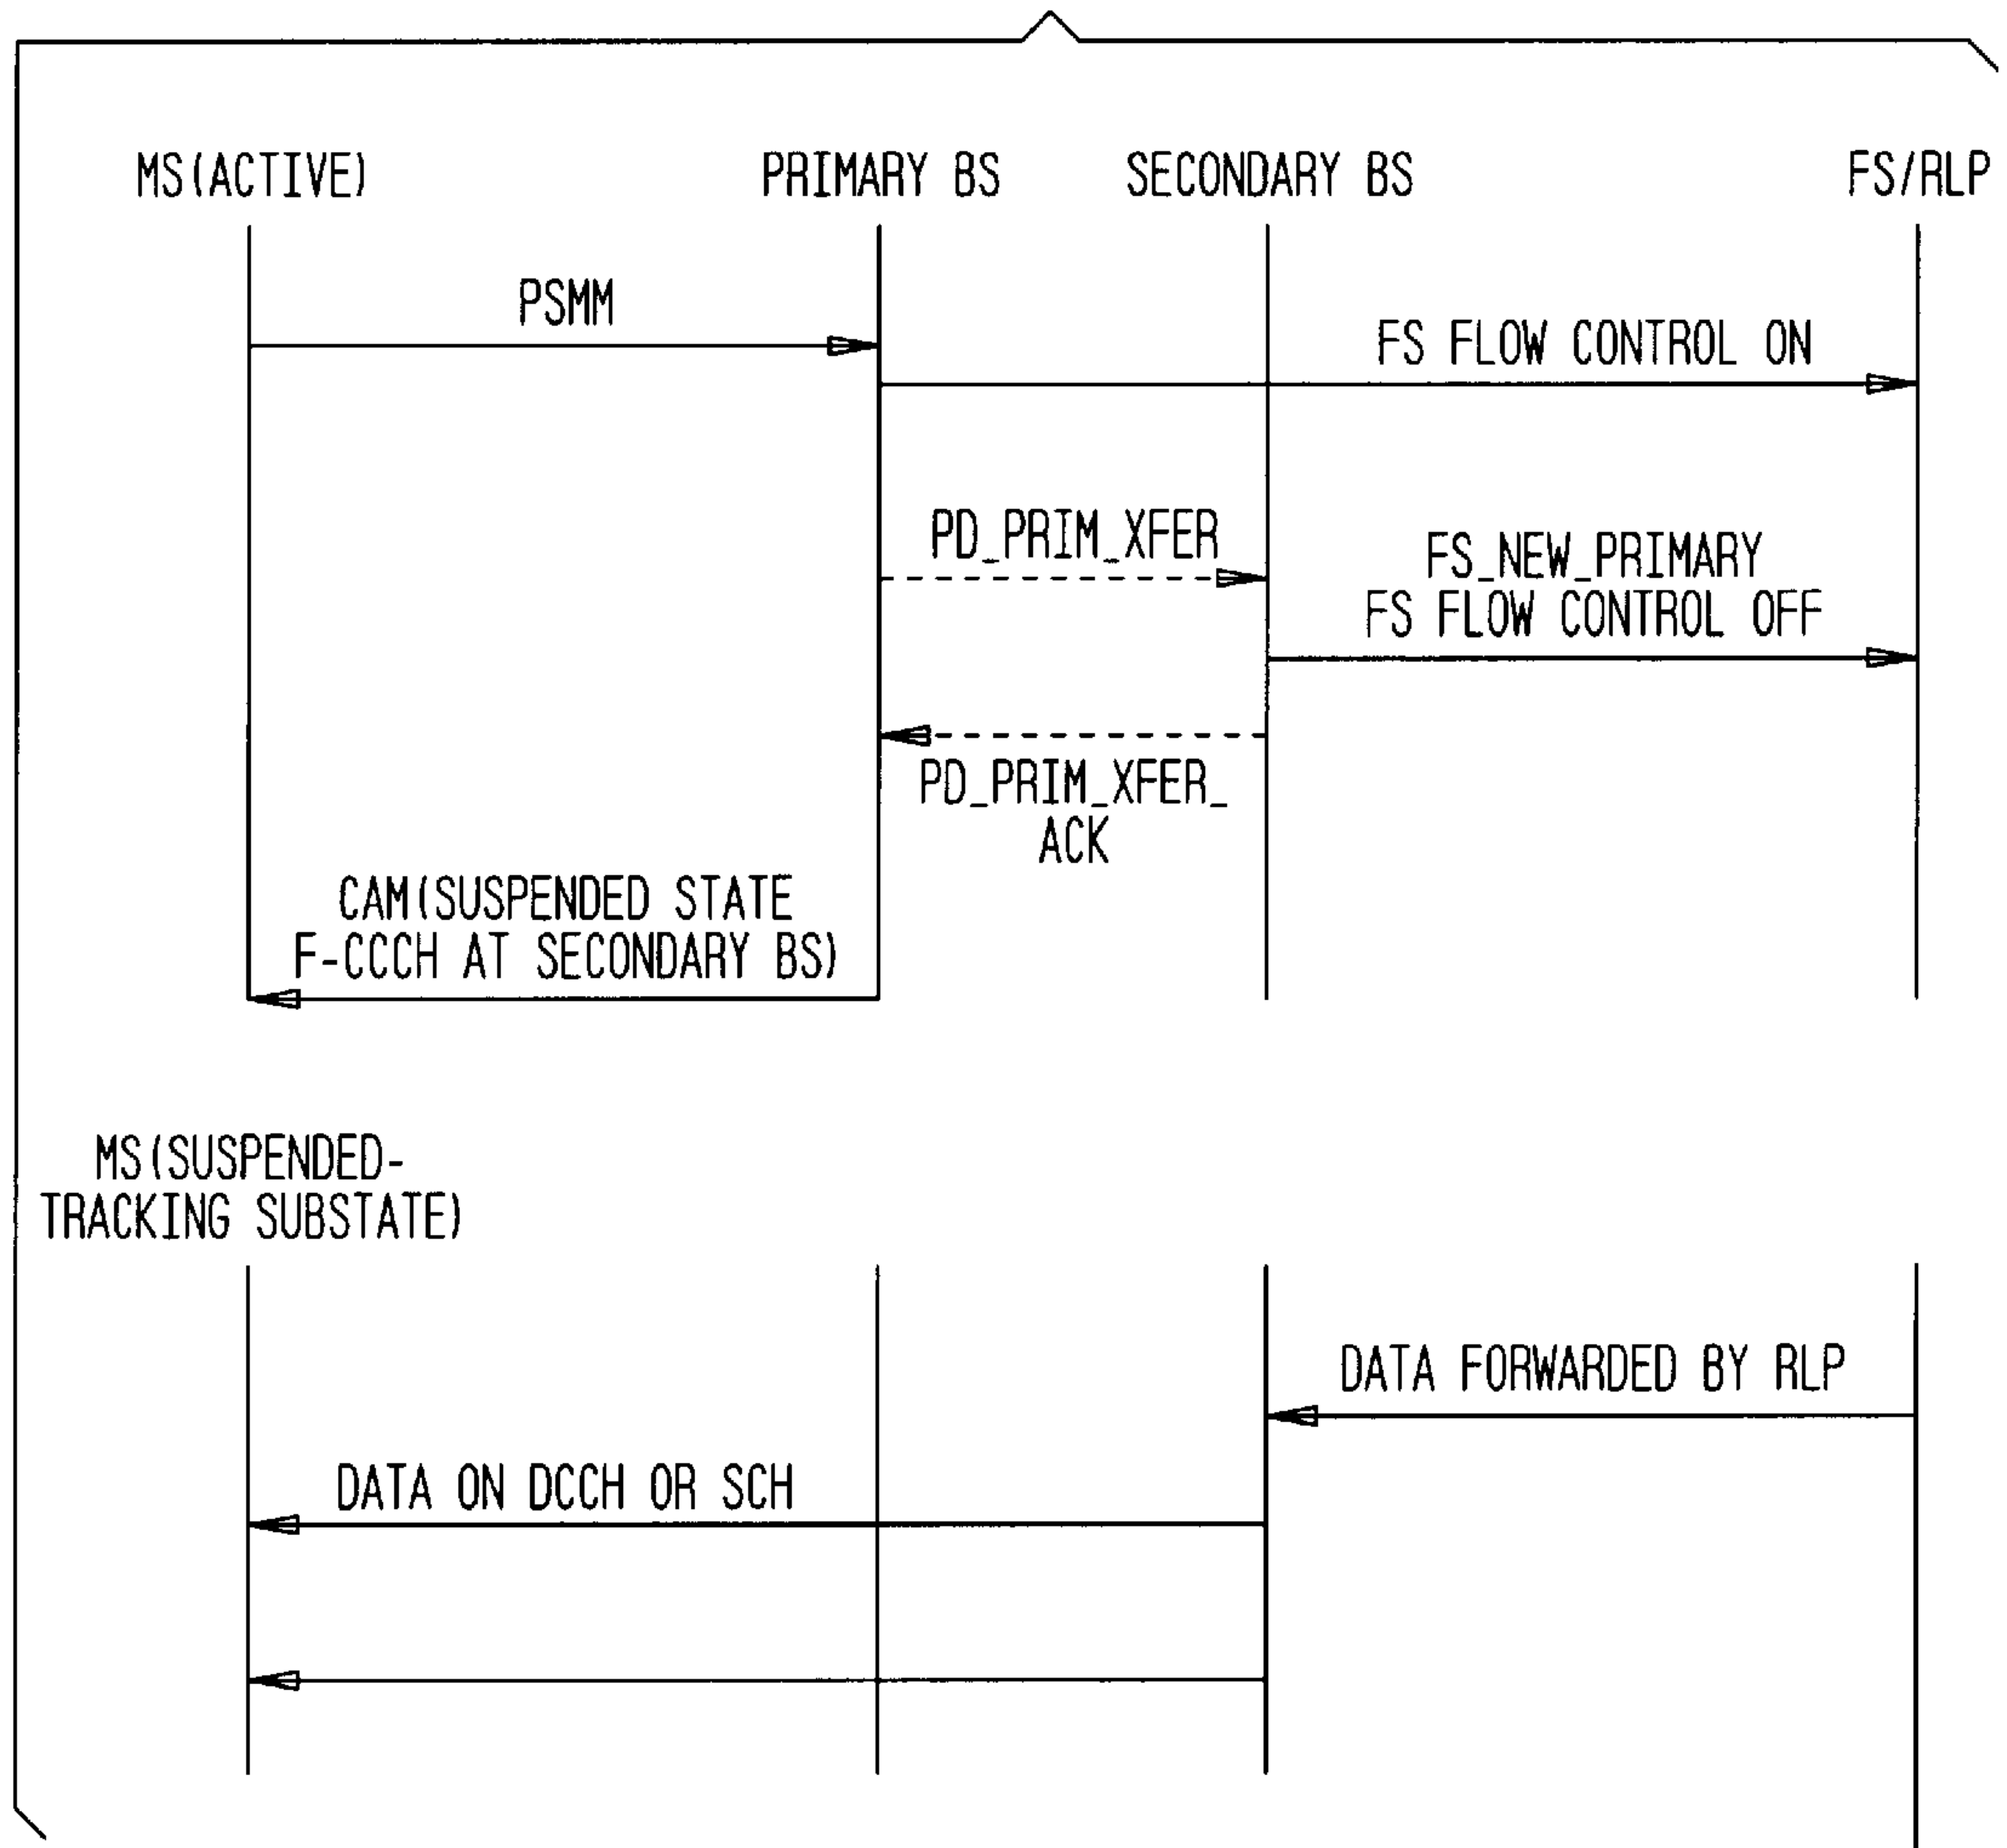 MS(ACTIVE)
PRIMARY BS
SECONDARY BS
FS/RLP
PSMM
FS FLOW CONTROL ON
PD_PRIM_XFER
FS_NEW_PRIMARY
FS FLOW CONTROL OFF
PD_PRIM_XFER_
ACK
CAM(SUSPENDED STATE
F-CCCH AT SECONDARY BS)
MS(SUSPENDED-
TRACKING SUBSTATE)
DATA FORWARDED BY RLP
DATA ON DCCH OR SCH